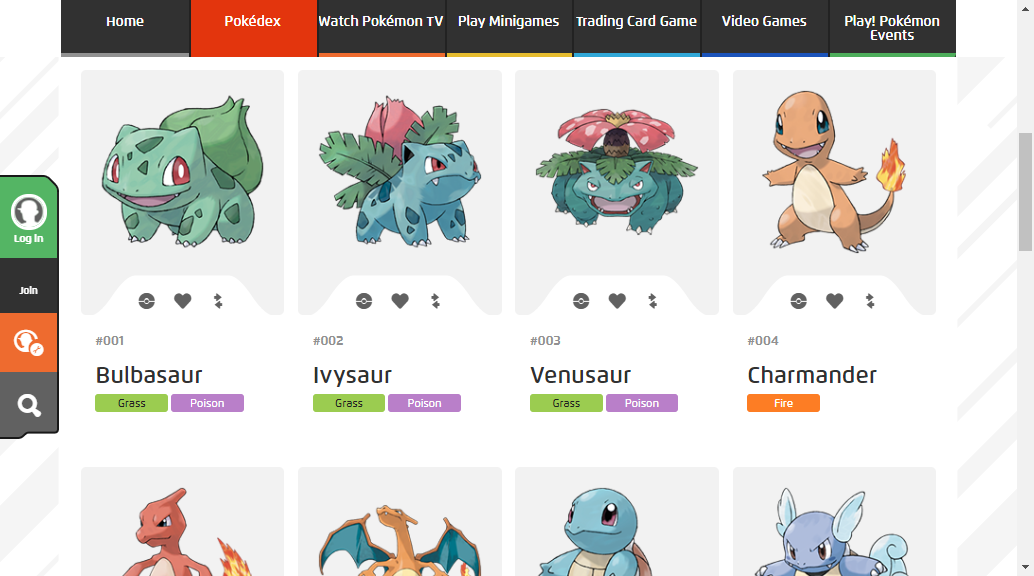 Home
Pokédex
Watch Pokémon TV
Play Minigames
Trading Card Game
Video Games
Play! Pokémon
Events
Log in
Join
#001
Bulbasaur
Grass
Poison
#002
Ivysaur
Grass
Poison
#003
Venusaur
Grass
Poison
#004
Charmander
Fire